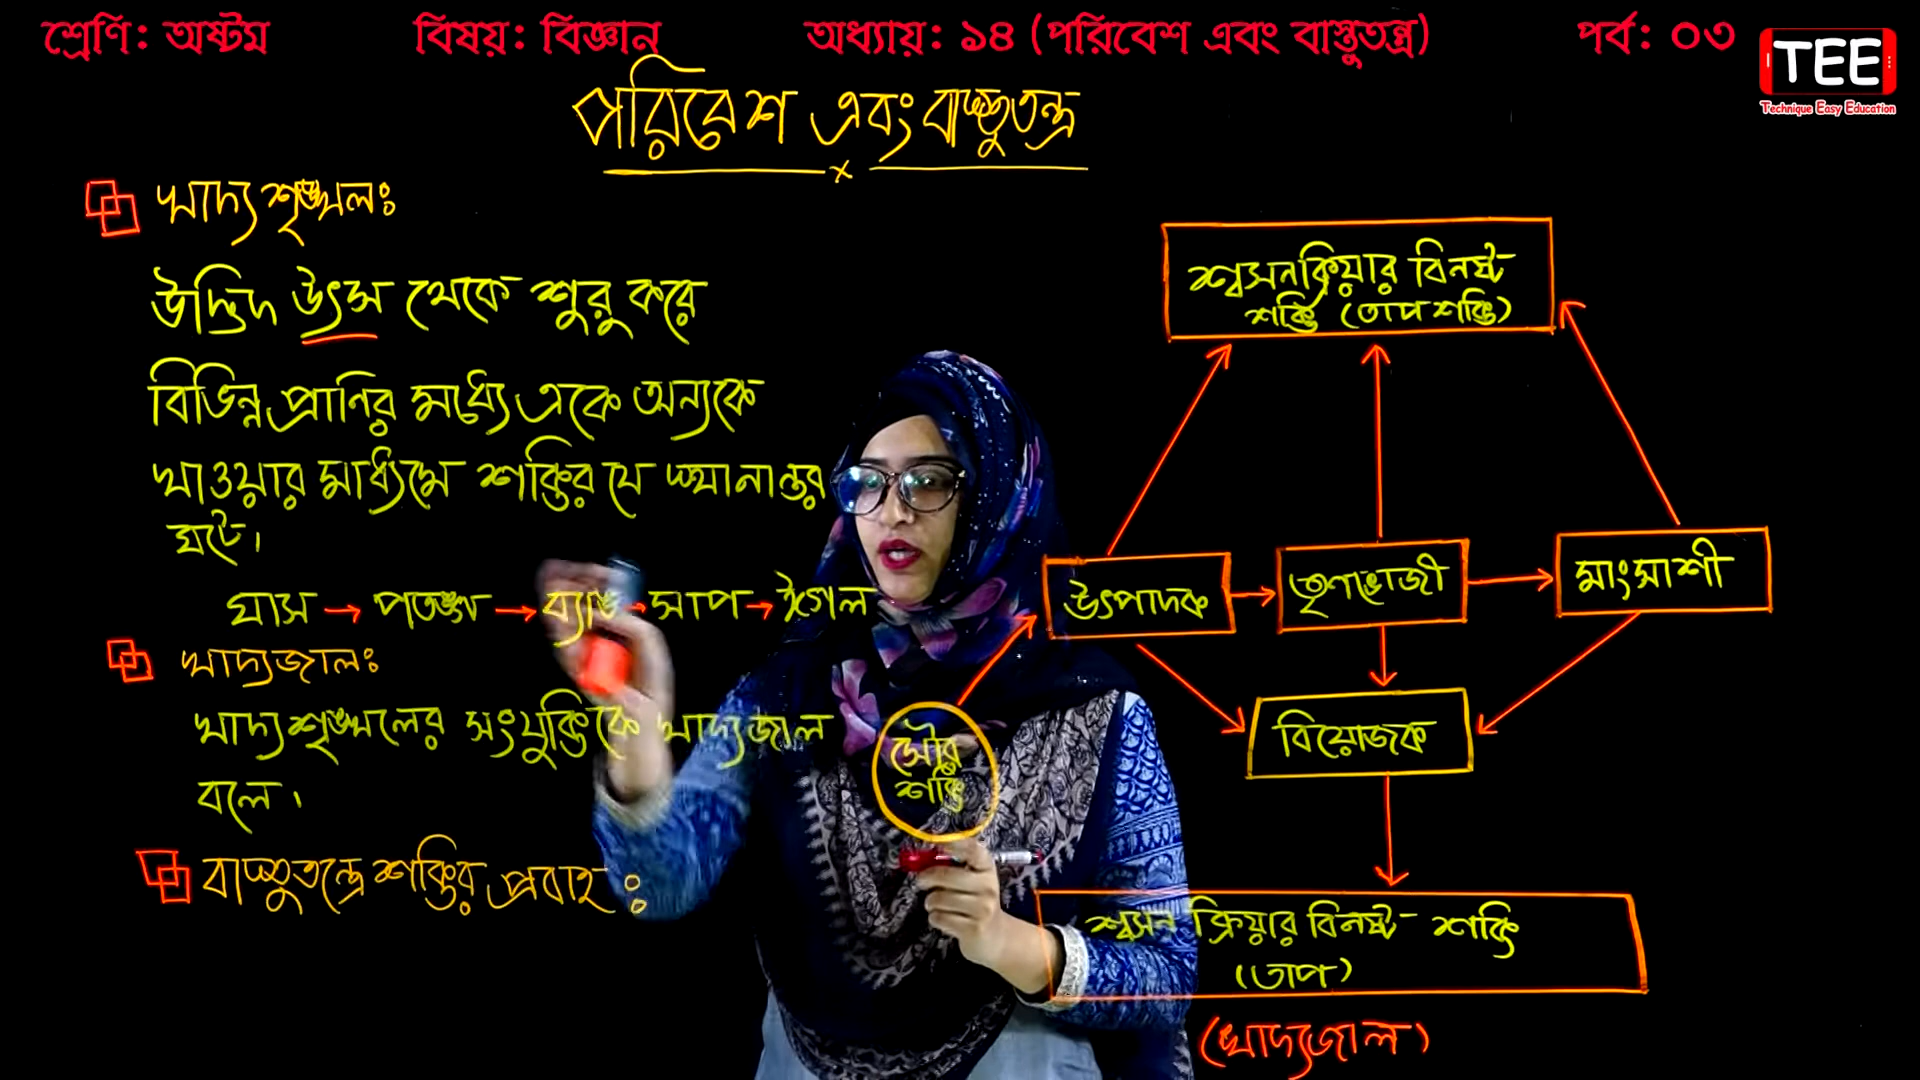 শ্রেণি: অষ্টম বিষয়: বিজ্ঞান অধ্যায়: ১৪ (পরিবেশ এবং বাস্তুতন্ত্র) পর্ব: ০৩
TEE
Technique Easy Education
পরিবেশ এবং বাস্তুতন্ত্র
খাদ্য শৃঙ্খলঃ
উদ্ভিদ উৎস থেকে শুরু করে
বিভিন্ন প্রানির মধ্যে একে অন্যকে
খাওয়ার মাধ্যমে শক্তির যে স্থানান্তর
ঘটে।
ঘাস → পতঙ্গ → ব্যাঙ → সাপ → ঈগল
খাদ্যজালঃ
খাদ্যশৃঙ্খলের সংযুক্তিকে খাদ্যজাল
বলে।
বাস্তুতন্ত্রে শক্তির প্রবাহ :
শ্বসনক্রিয়ার বিনষ্ট
শক্তি (তাপ শক্তি)
উৎপাদক → তৃণভোজী → মাংসাশী
সৌর
শক্তি
বিয়োজক
শ্বসন ক্রিয়ার বিনষ্ট শক্তি
(তাপ)
(খাদ্যজাল)